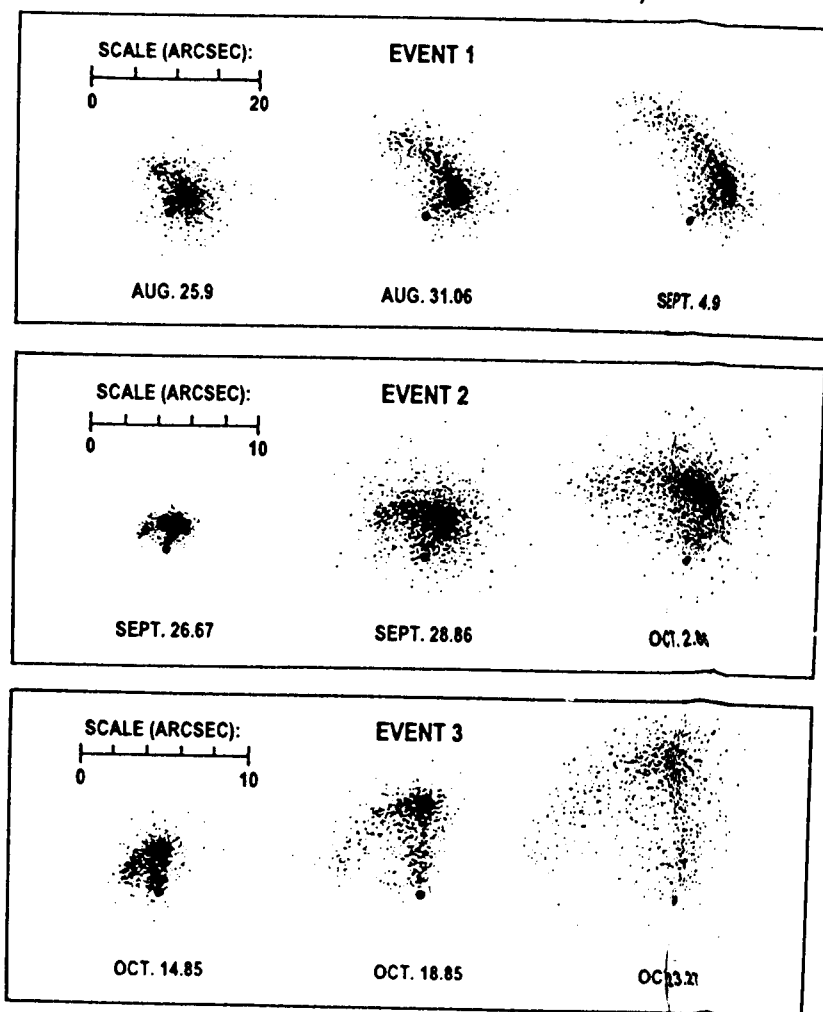 SCALE (ARCSEC): EVENT 1
0 20
AUG. 25.9 AUG. 31.06 SEPT. 4.9
SCALE (ARCSEC): EVENT 2
0 10
SEPT. 26.67 SEPT. 28.86 OCT.
SCALE (ARCSEC): EVENT 3
0 10
OCT. 14.85 OCT. 18.85